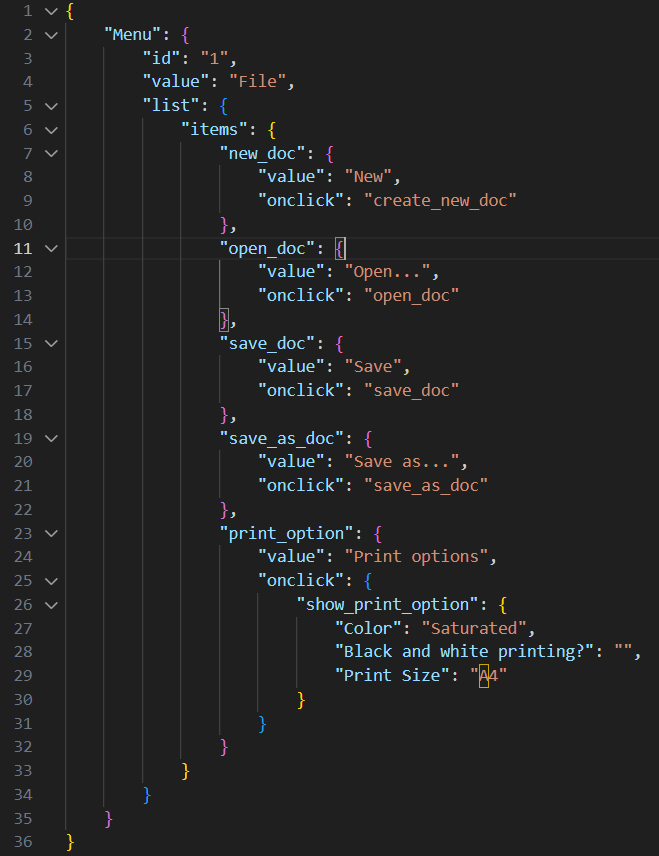 1 {
2     "Menu": {
3         "id": "1",
4         "value": "File",
5         "list": {
6             "items": {
7                 "new_doc": {
8                     "value": "New",
9                     "onclick": "create_new_doc"
10                 },
11                 "open_doc": {
12                     "value": "Open...",
13                     "onclick": "open_doc"
14                 },
15                 "save_doc": {
16                     "value": "Save",
17                     "onclick": "save_doc"
18                 },
19                 "save_as_doc": {
20                     "value": "Save as...",
21                     "onclick": "save_as_doc"
22                 },
23                 "print_option": {
24                     "value": "Print options",
25                     "onclick": {
26                         "show_print_option": {
27                             "Color": "Saturated",
28                             "Black and white printing?": "",
29                             "Print Size": "А4"
30                         }
31                     }
32                 }
33             }
34         }
35     }
36 }